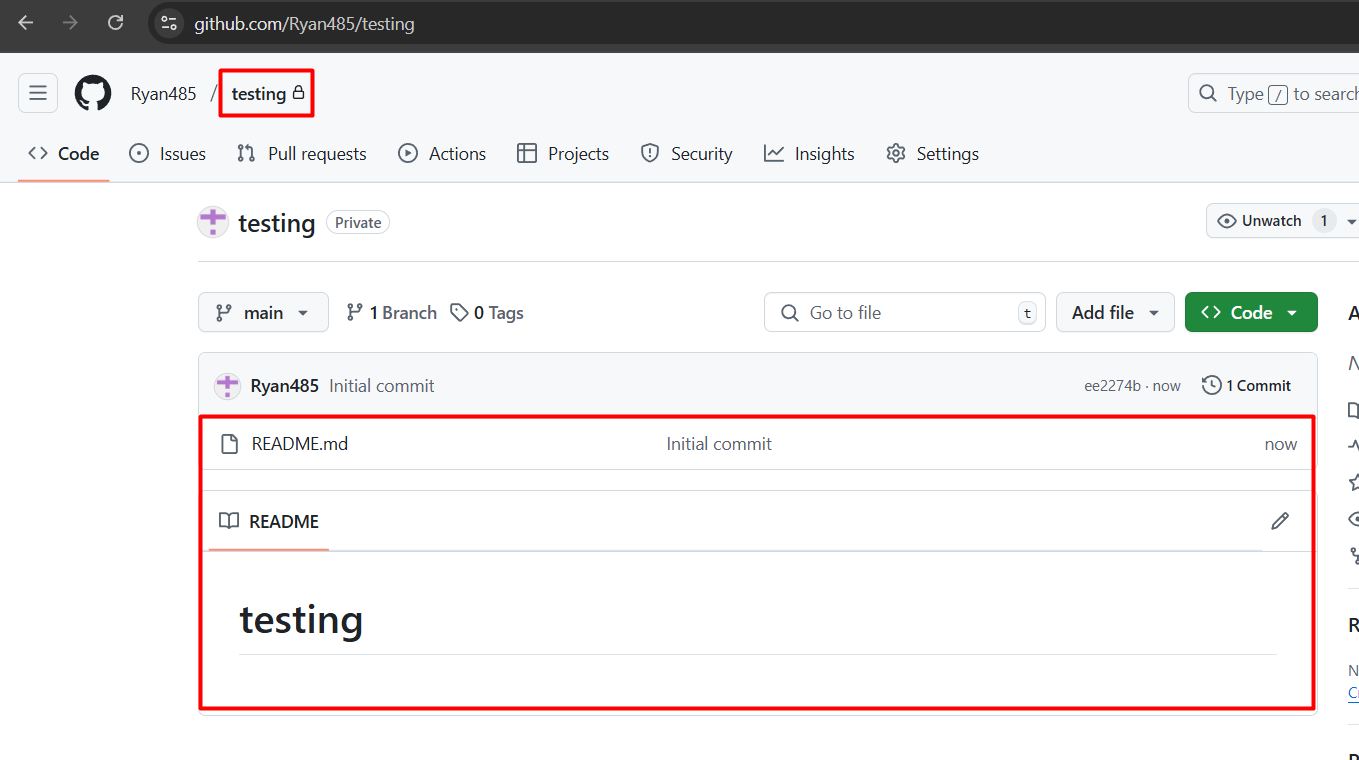 github.com/Ryan485/testing
Ryan485 / testing
Type / to search
Code Issues Pull requests Actions Projects Security Insights Settings
testing Private
Unwatch 1
main 1 Branch 0 Tags
Go to file t
Add file
Code
Ryan485 Initial commit
ee2274b · now
1 Commit
README.md Initial commit now
README
testing